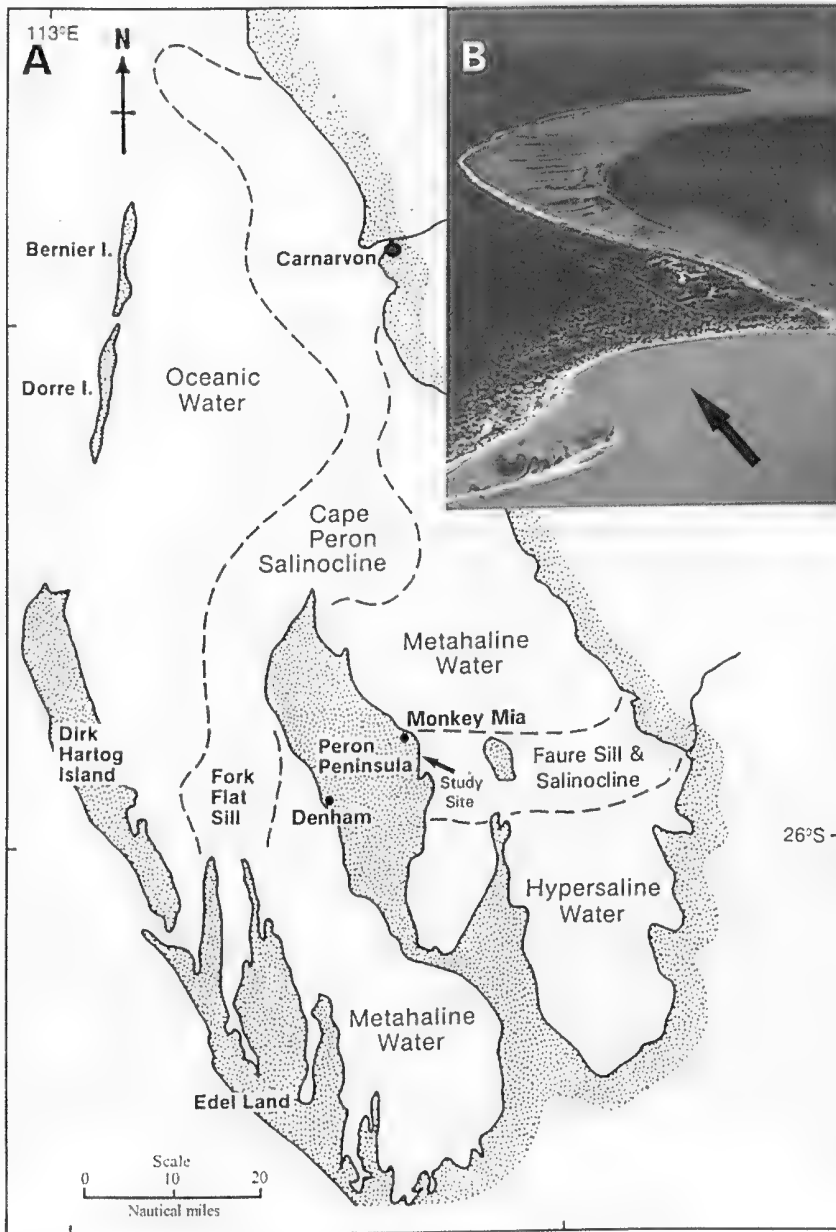 113°E
A
N
B
Bernier I.
Carnarvon
Dorre I.
Oceanic
Water
Cape
Peron
Salinocline
Metahaline
Water
Dirk
Hartog
Island
Monkey Mia
Peron
Peninsula
Study
Site
Faure Sill &
Salinocline
Fork
Flat
Sill
Denham
26°S
Hypersaline
Water
Metahaline
Water
Edel Land
Scale
0 10 20
Nautical miles